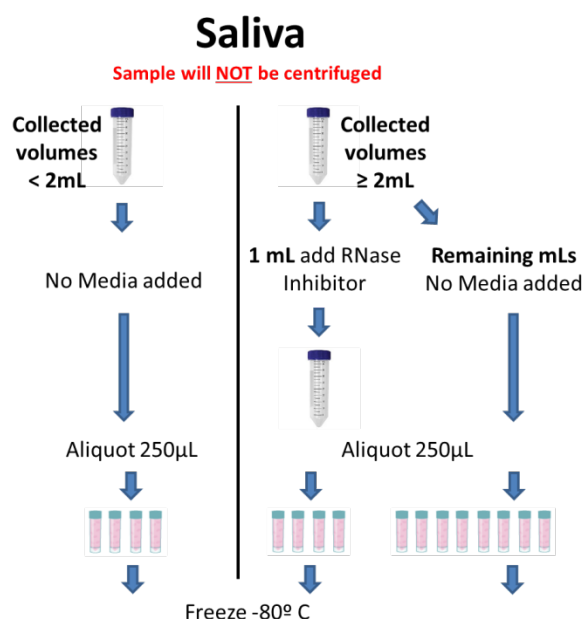 Saliva
Sample will NOT be centrifuged
Collected
volumes
< 2mL
No Media added
Aliquot 250µL
Collected
volumes
≥ 2mL
1 mL add RNase
Inhibitor
Remaining mLs
No Media added
Aliquot 250µL
Freeze -80º C